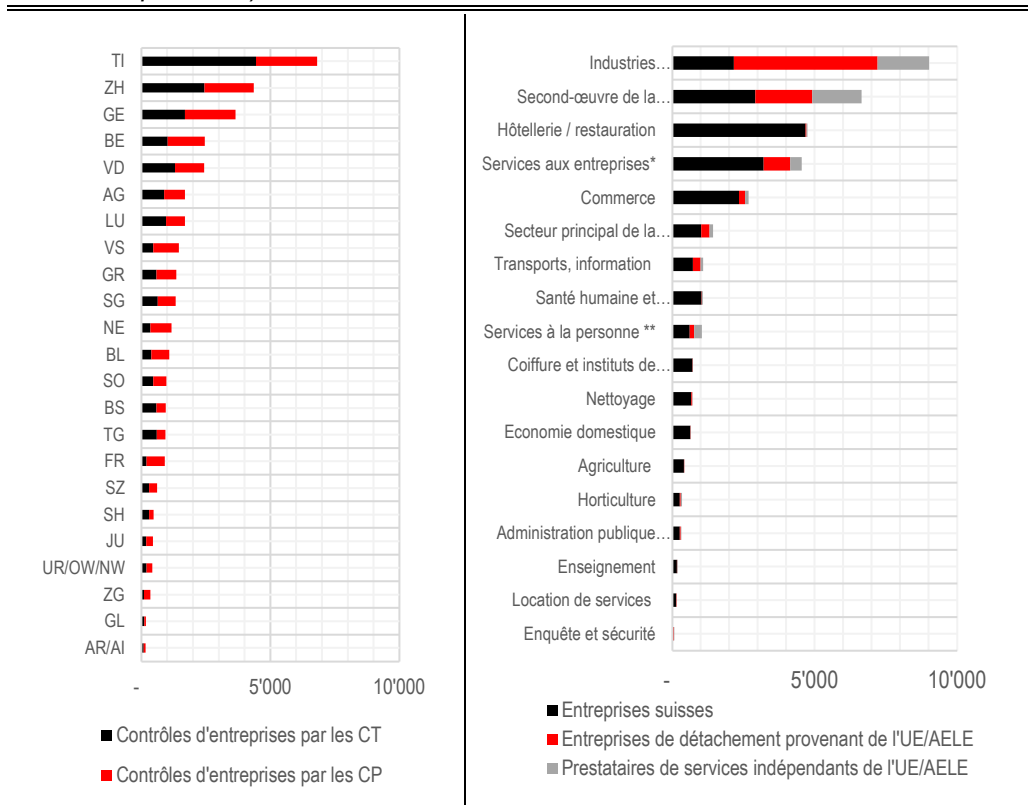 TI
ZH
GE
BE
VD
AG
LU
VS
GR
SG
NE
BL
SO
BS
TG
FR
SZ
SH
JU
UR/OW/NW
ZG
GL
AR/AI
-
5'000
10'000
Contrôles d'entreprises par les CT
Contrôles d'entreprises par les CP
Industries…
Second-œuvre de la…
Hôtellerie / restauration
Services aux entreprises*
Commerce
Secteur principal de la…
Transports, information
Santé humaine et…
Services à la personne **
Coiffure et instituts de…
Nettoyage
Economie domestique
Agriculture
Horticulture
Administration publique…
Enseignement
Location de services
Enquête et sécurité
-
5'000
10'000
Entreprises suisses
Entreprises de détachement provenant de l'UE/AELE
Prestataires de services indépendants de l'UE/AELE